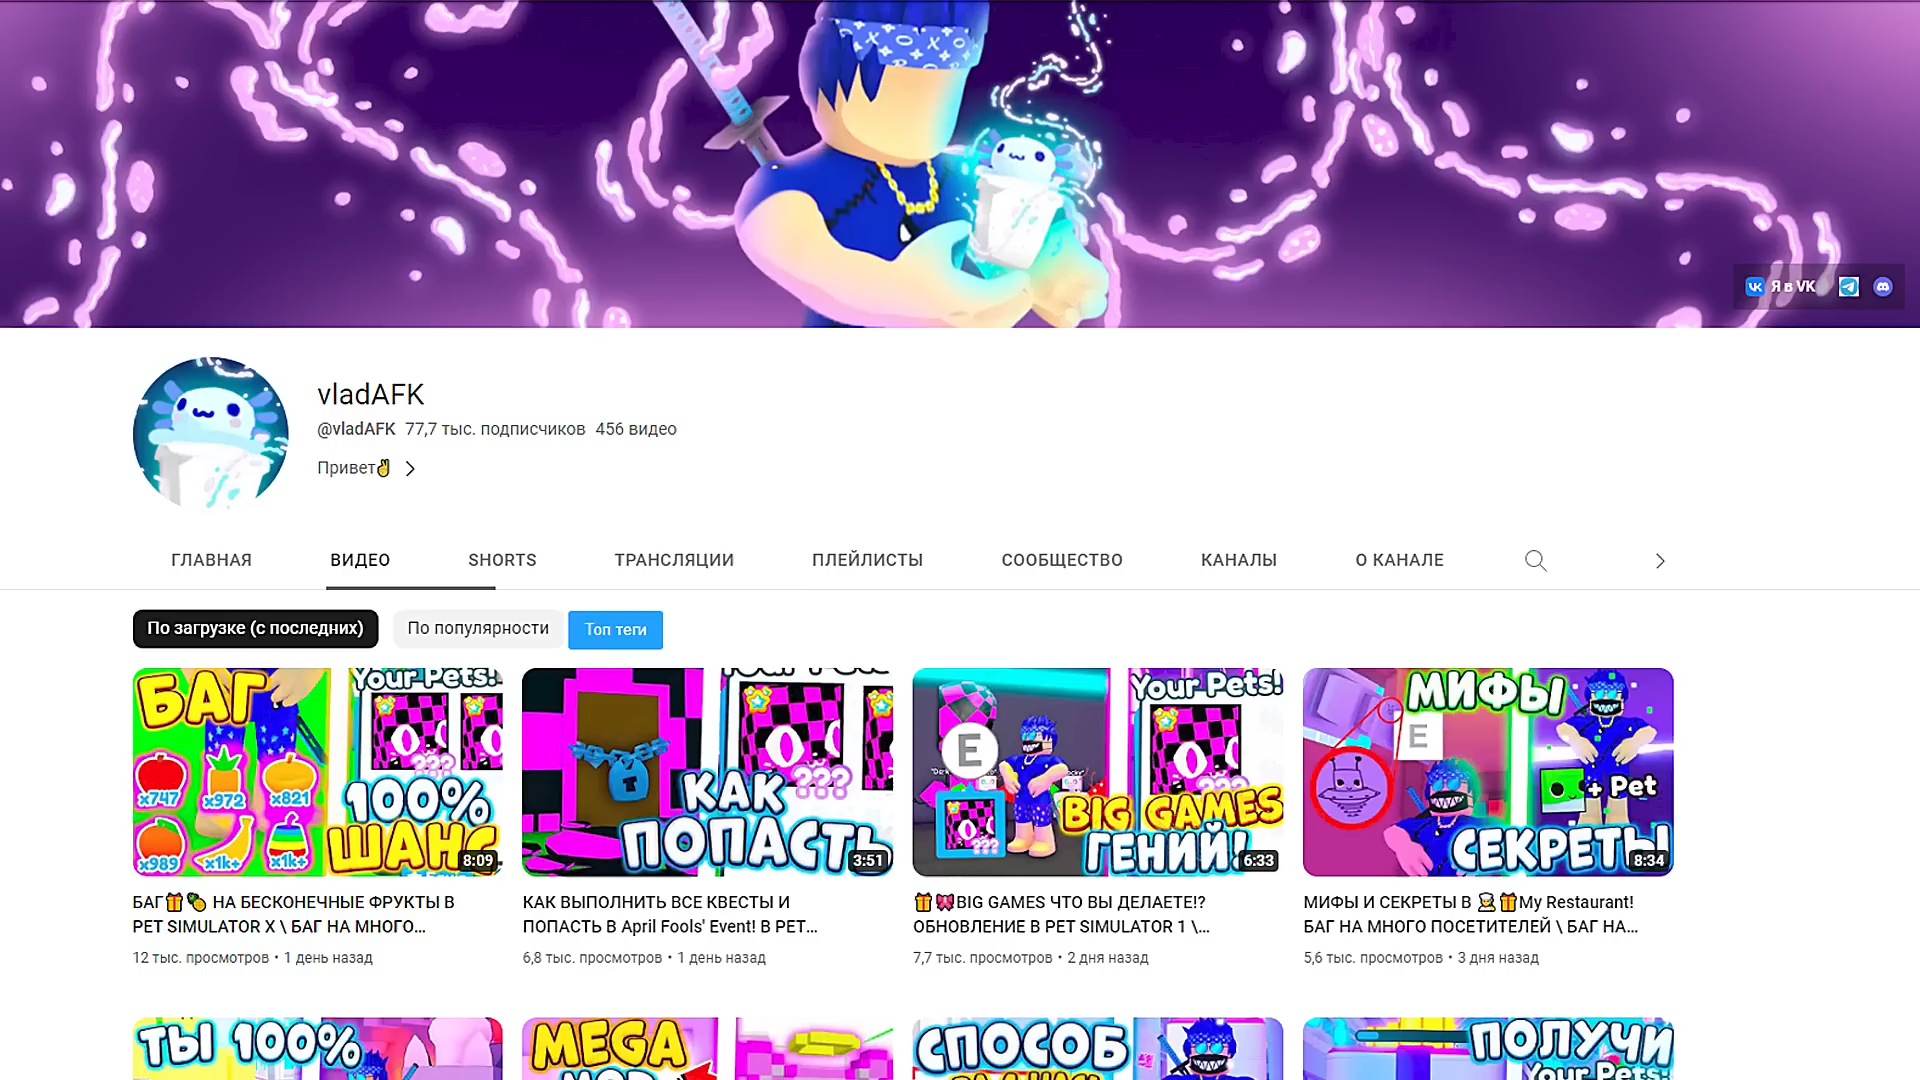 Я в VK
vladAFK
@vladAFK 77,7 тыс. подписчиков 456 видео
Привет✌
ГЛАВНАЯ ВИДЕО SHORTS ТРАНСЛЯЦИИ ПЛЕЙЛИСТЫ СООБЩЕСТВО КАНАЛЫ О КАНАЛЕ
По загрузке (с последних) По популярности Топ теги
БАГ
Your Pets!
x747 x972 x821
???
100%
x989 x1k+ x1k+
ШАНС
8:09
???
КАК
ПОПАСТЬ
3:51
Your Pets!
E
BIG GAMES
???
ГЕНИЙ!
6:33
МИФЫ
E
+ Pet
СЕКРЕТЫ
8:34
БАГ🎁🍍 НА БЕСКОНЕЧНЫЕ ФРУКТЫ В
PET SIMULATOR X \ БАГ НА МНОГО...
12 тыс. просмотров • 1 день назад
КАК ВЫПОЛНИТЬ ВСЕ КВЕСТЫ И
ПОПАСТЬ В April Fools' Event! В PET...
6,8 тыс. просмотров • 1 день назад
🎁🎀BIG GAMES ЧТО ВЫ ДЕЛАЕТЕ!?
ОБНОВЛЕНИЕ В PET SIMULATOR 1 \...
7,7 тыс. просмотров • 2 дня назад
МИФЫ И СЕКРЕТЫ В 🧑‍🍳🎁My Restaurant!
БАГ НА МНОГО ПОСЕТИТЕЛЕЙ \ БАГ НА...
5,6 тыс. просмотров • 3 дня назад
ТЫ 100%
MEGA
СПОСОБ
ПОЛУЧИ
Your Pets!